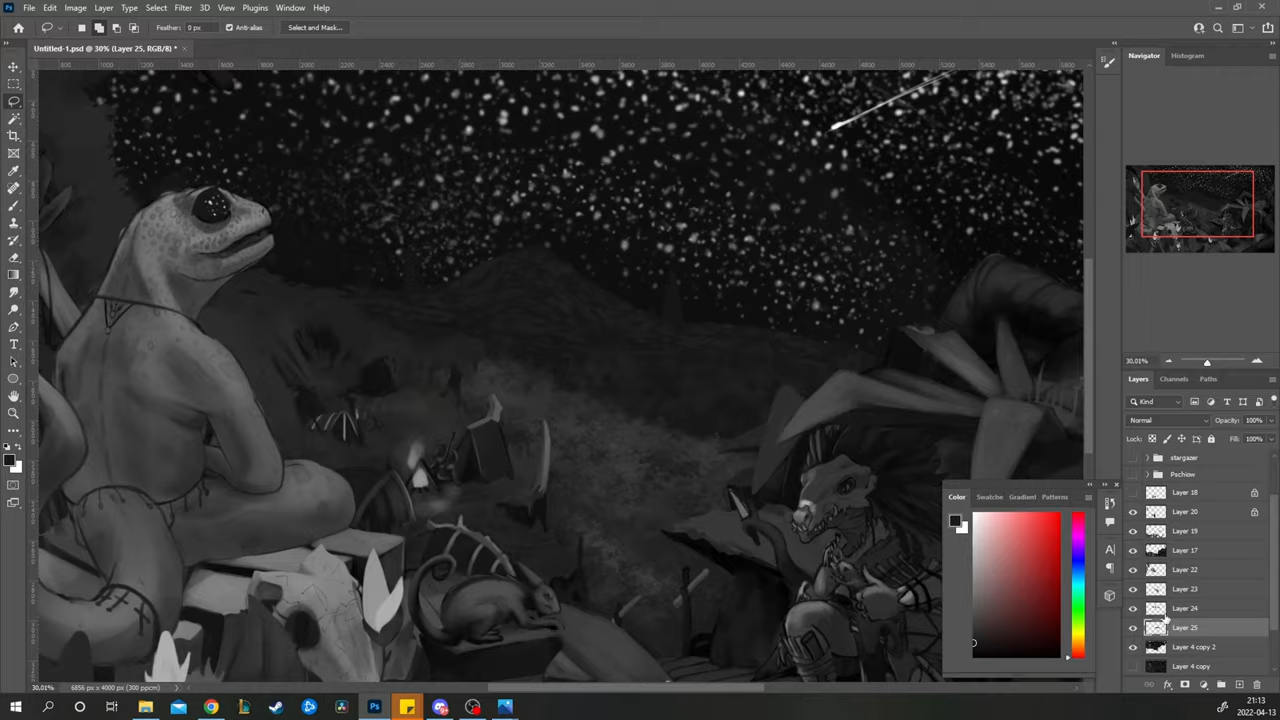 File Edit Image Layer Type Select Filter 3D View Plugins Window Help
Feather: 0 px Anti-alias Select and Mask...
Untitled-1.psd @ 30% (Layer 25, RGB/8) *
Navigator Histogram
30,01%
Layers Channels Paths
Kind
Normal Opacity: 100%
Lock: Fill: 100%
stargazer
Pschiow
Layer 18
Color Swatches Gradient Patterns
Layer 20
Layer 19
Layer 17
Layer 22
Layer 23
Layer 24
Layer 25
Layer 4 copy 2
Layer 4 copy
30,01% 6856 px x 4000 px (300 ppcm)
21:13
2022-04-13